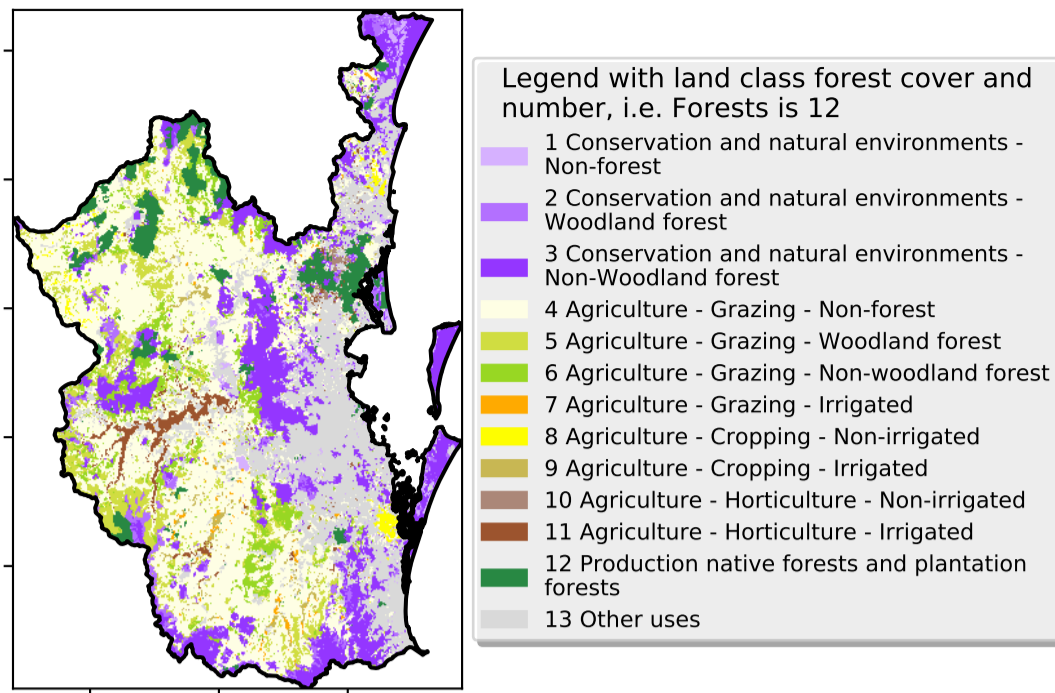 Legend with land class forest cover and
number, i.e. Forests is 12
1 Conservation and natural environments -
Non-forest
2 Conservation and natural environments -
Woodland forest
3 Conservation and natural environments -
Non-Woodland forest
4 Agriculture - Grazing - Non-forest
5 Agriculture - Grazing - Woodland forest
6 Agriculture - Grazing - Non-woodland forest
7 Agriculture - Grazing - Irrigated
8 Agriculture - Cropping - Non-irrigated
9 Agriculture - Cropping - Irrigated
10 Agriculture - Horticulture - Non-irrigated
11 Agriculture - Horticulture - Irrigated
12 Production native forests and plantation
forests
13 Other uses